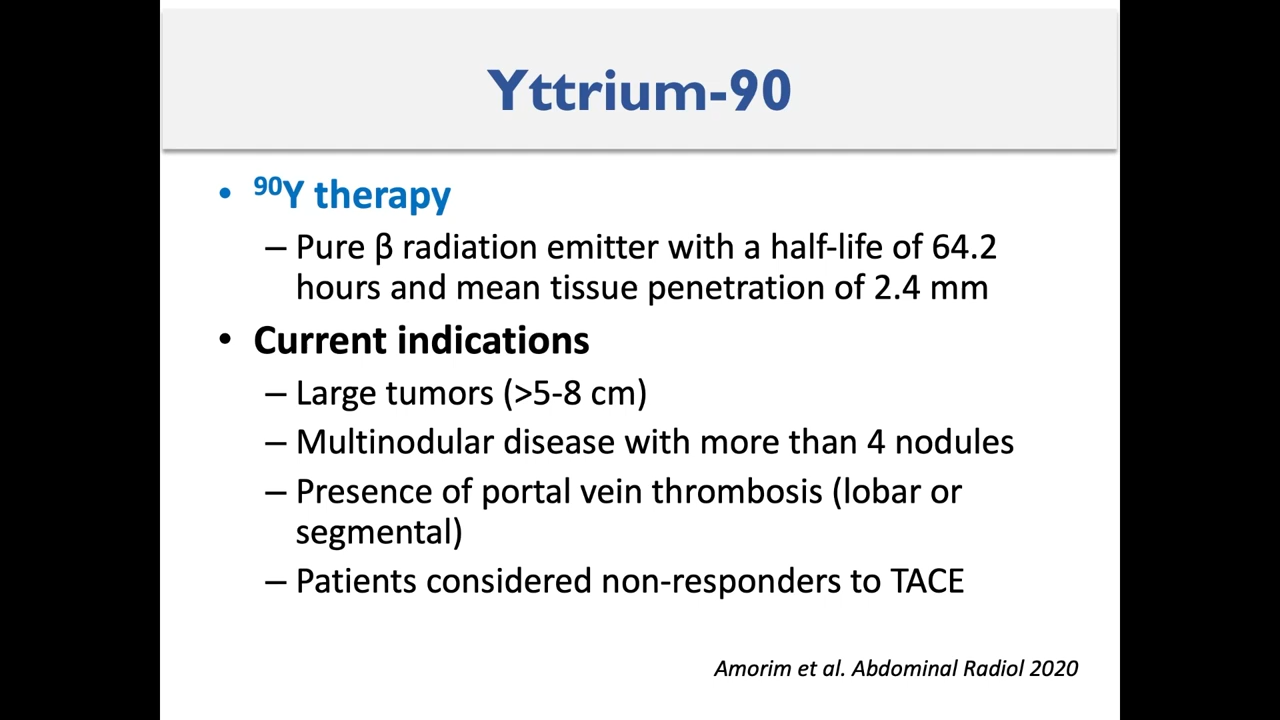 Yttrium-90
• ⁹⁰Y therapy
– Pure β radiation emitter with a half-life of 64.2
hours and mean tissue penetration of 2.4 mm
• Current indications
– Large tumors (>5-8 cm)
– Multinodular disease with more than 4 nodules
– Presence of portal vein thrombosis (lobar or
segmental)
– Patients considered non-responders to TACE
Amorim et al. Abdominal Radiol 2020